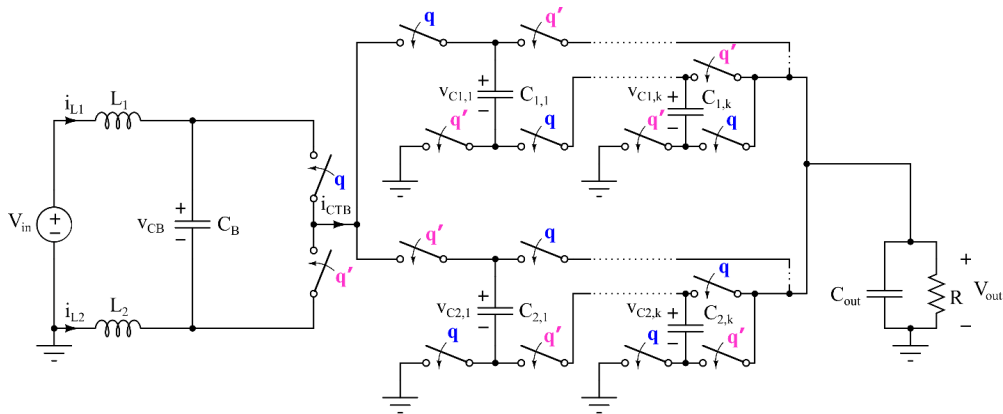 q q'
q'
+ v_C1,1 − C_1,1
+ v_C1,k − C_1,k
q' q q' q
i_L1 L_1
q
V_in + −
+ v_CB − C_B
i_CTB
q'
i_L2 L_2
q' q
q
+ v_C2,1 − C_2,1
+ v_C2,k − C_2,k
q q' q q'
C_out R + V_out −